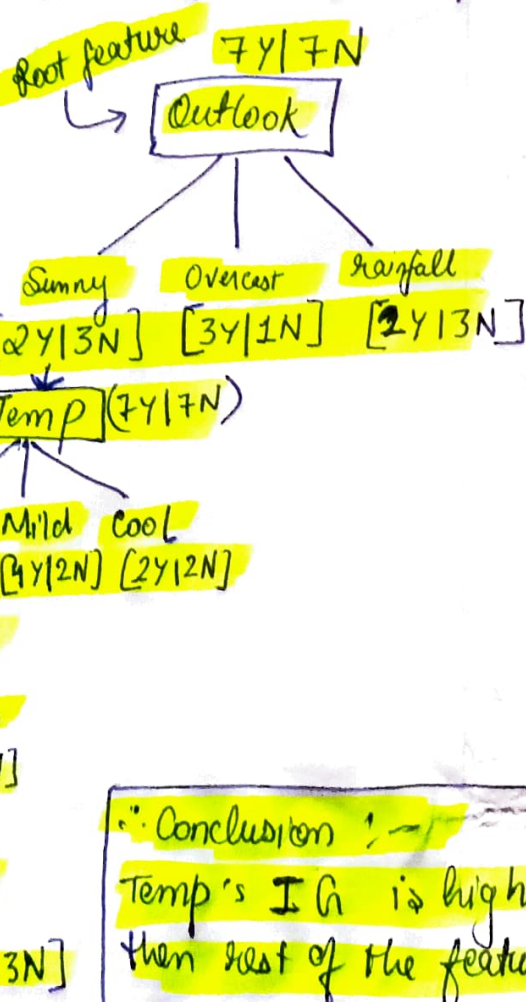 Root feature
7Y|7N
Outlook
Sunny Overcast rainfall
2Y|3N] [3Y|1N] [2Y|3N]
Temp (7Y|7N)
Mild Cool
[4Y|2N] [2Y|2N]
]
∴ Conclusion :-
Temp's IG is high
3N]
then rest of the featu